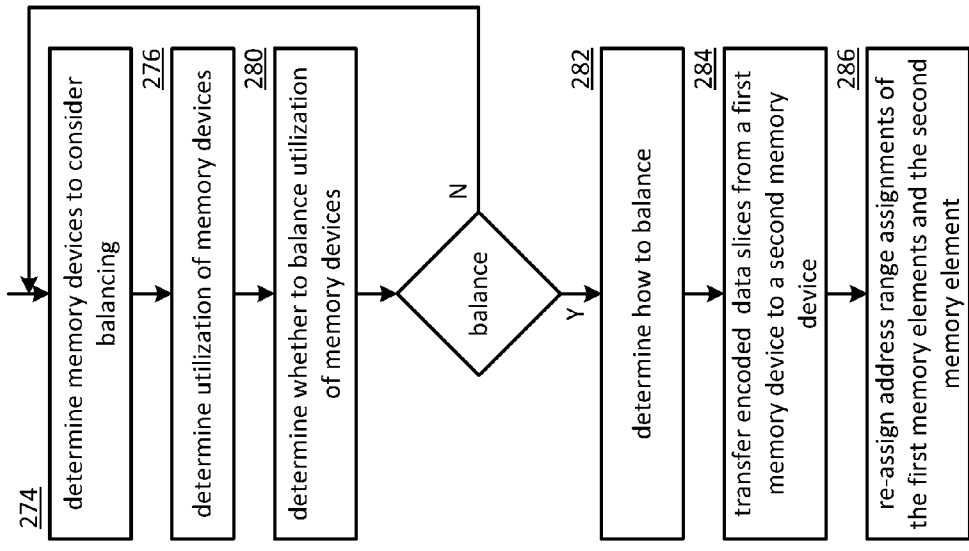 274
determine memory devices to consider
balancing
276
determine utilization of memory devices
280
determine whether to balance utilization
of memory devices
balance
N
Y
282
determine how to balance
284
transfer encoded data slices from a first
memory device to a second memory
device
286
re-assign address range assignments of
the first memory elements and the second
memory element